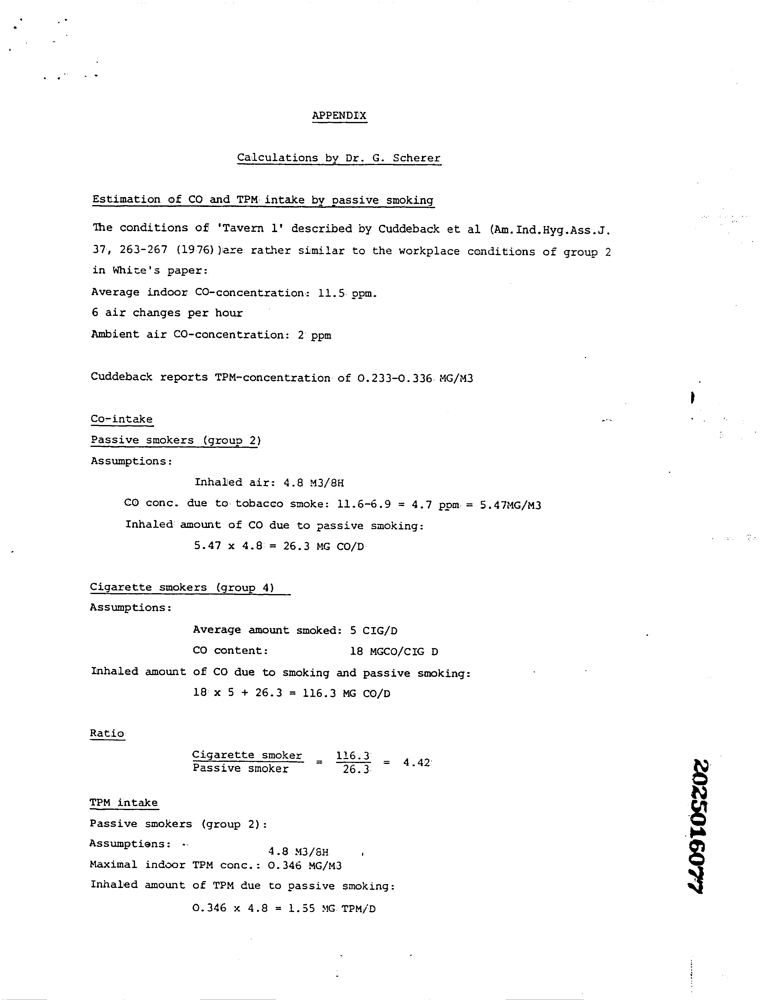 APPENDIX
Calculations by Dr. G. Scherer
Estimation of CO and TPM intake by passive smoking
The conditions of 'Tavern 1' described by Cuddeback et al (Am.Ind.Hyg.Ass.J.
37, 263-267 (1976))are rather similar to the workplace conditions of group 2
in White's paper:
Average indoor CO-concentration: 11.5 ppm.
6 air changes per hour
Ambient air CO-concentration: 2 ppm
Cuddeback reports TPM-concentration of 0.233-0.336 MG/M3
Co-intake
Passive smokers (group 2)
Assumptions:
Inhaled air: 4.8 M3/8H
CO conc. due to tobacco smoke: 11.6-6.9 = 4.7 ppm = 5.47MG/M3
Inhaled amount of CO due to passive smoking:
5.47 x 4.8 = 26.3 MG CO/D
Cigarette smokers (group 4)
Assumptions:
Average amount smoked: 5 CIG/D
CO content: 18 MGCO/CIG D
Inhaled amount of CO due to smoking and passive smoking:
18 x 5 + 26.3 = 116.3 MG CO/D
Ratio
Cigarette smoker = 116.3 = 4.42
Passive smoker 26.3
TPM intake
Passive smokers (group 2):
Assumptions:
4.8 M3/8H
Maximal indoor TPM conc.: 0.346 MG/M3
Inhaled amount of TPM due to passive smoking:
0.346 x 4.8 = 1.55 MG TPM/D
2025016077